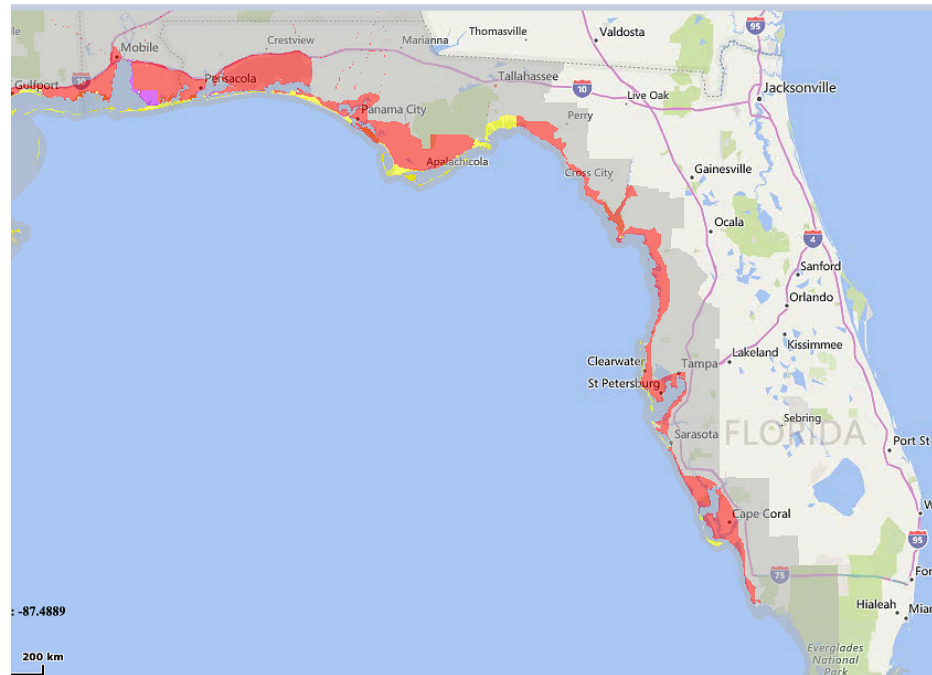 Thomasville
Valdosta
95
Crestview
Marianna
Mobile
Tallahassee
Pensacola
10
10
Gulfport
Live Oak
Jacksonville
Panama City
Perry
Apalachicola
Cross City
Gainesville
Ocala
4
Sanford
Orlando
Kissimmee
Clearwater
Tampa
Lakeland
St Petersburg
Sebring
Sarasota
FLORIDA
Port St
Cape Coral
W
95
75
For
: -87.4889
Hialeah
Miam
Everglades
National
Park
200 km